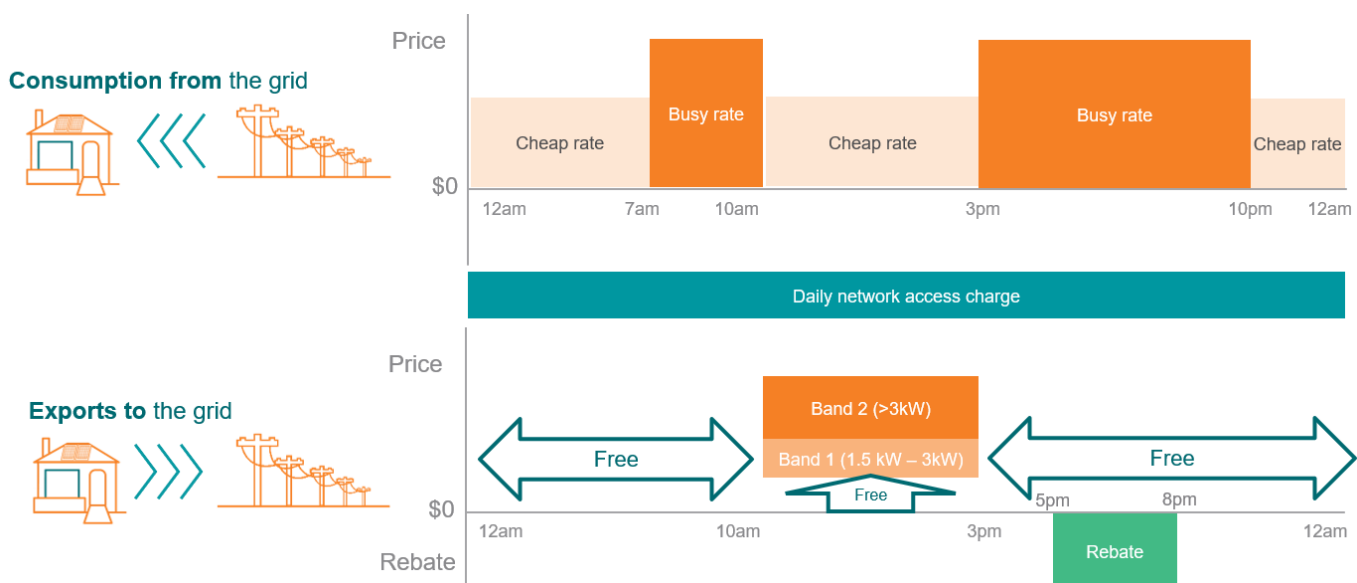 Price
Consumption from the grid
Busy rate
Busy rate
Cheap rate
Cheap rate
Cheap rate
$0
12am
7am
10am
3pm
10pm
12am
Daily network access charge
Price
Exports to the grid
Band 2 (>3kW)
Band 1 (1.5 kW – 3kW)
Free
Free
Free
5pm
8pm
$0
12am
10am
3pm
12am
Rebate
Rebate